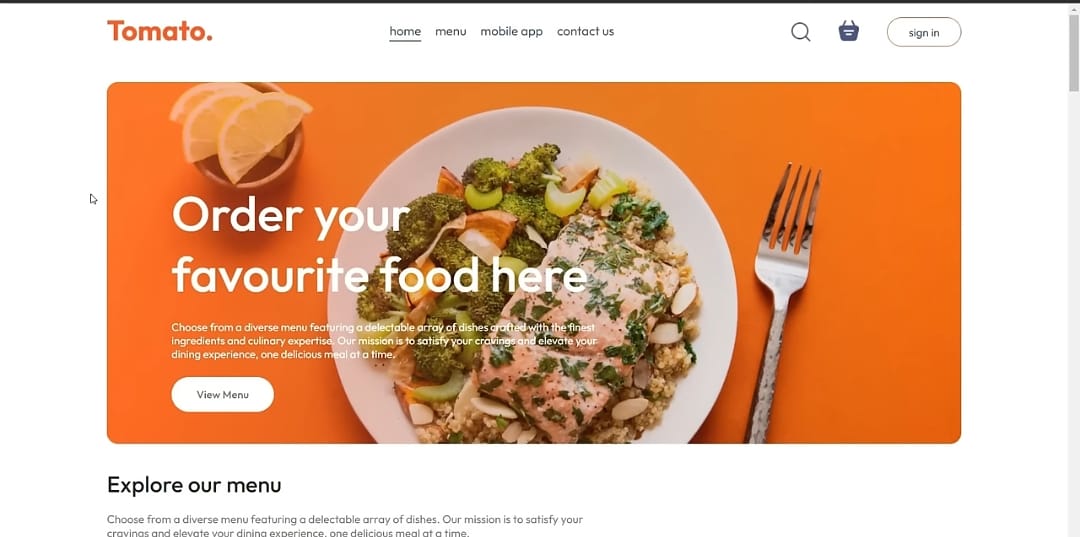 Tomato.
home menu mobile app contact us
sign in
Order your
favourite food here
Choose from a diverse menu featuring a delectable array of dishes crafted with the finest
ingredients and culinary expertise. Our mission is to satisfy your cravings and elevate your
dining experience, one delicious meal at a time.
View Menu
Explore our menu
Choose from a diverse menu featuring a delectable array of dishes. Our mission is to satisfy your
cravings and elevate your dining experience, one delicious meal at a time.